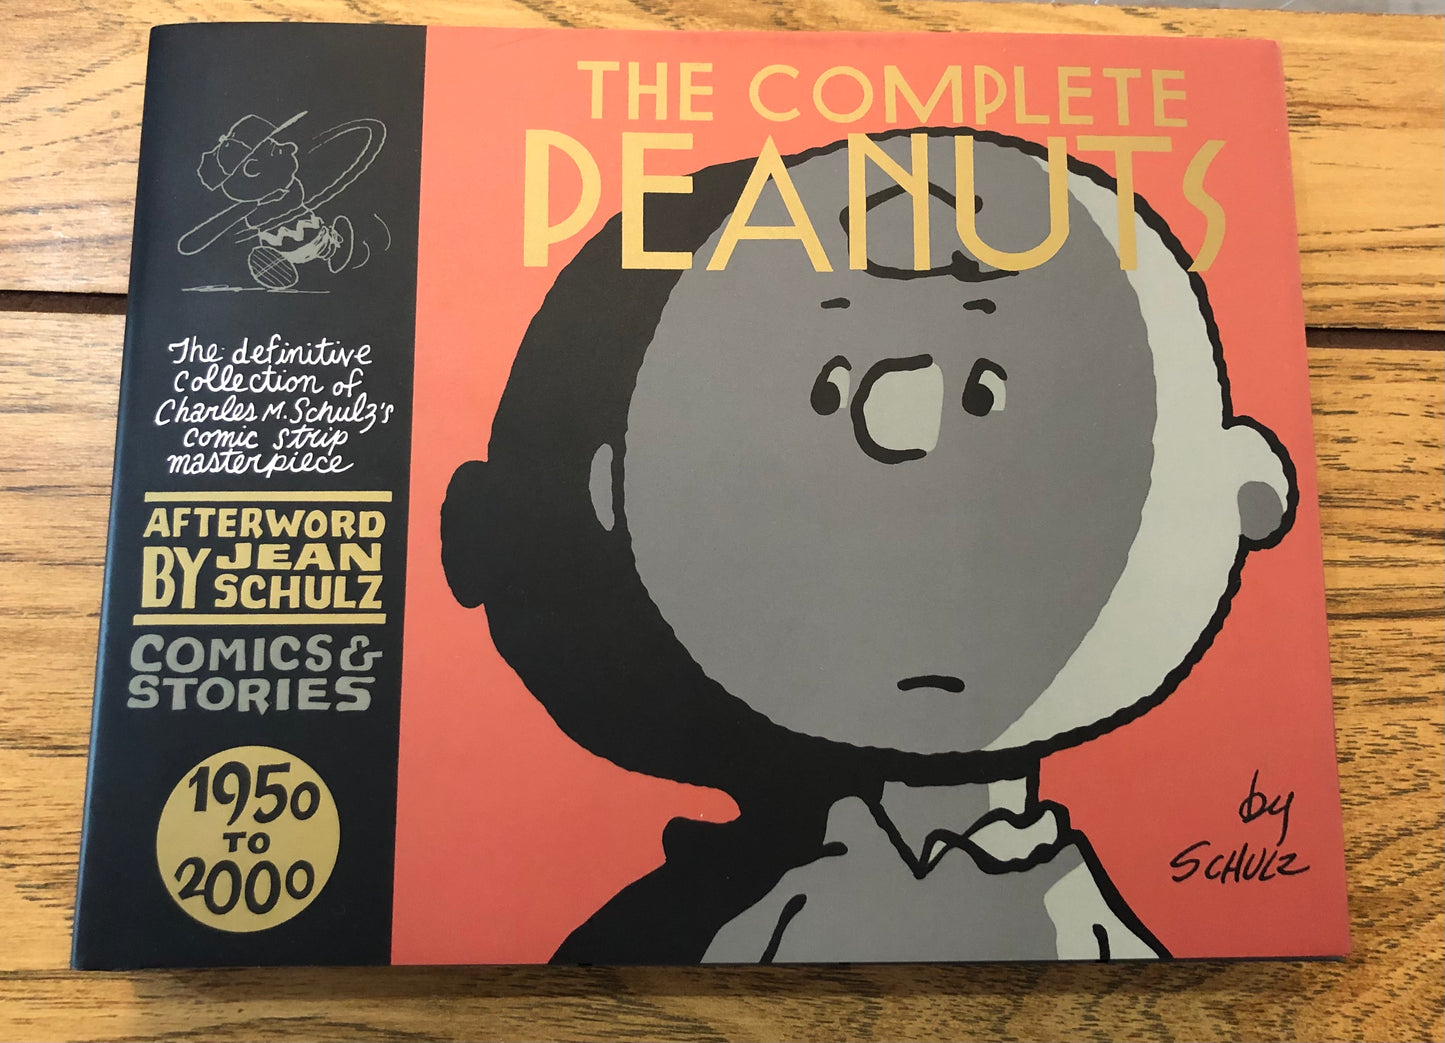 THE COMPLETE
PEANUTS
The definitive
collection of
Charles M. Schulz's
comic strip
masterpiece
AFTERWORD
BY JEAN
SCHULZ
COMICS &
STORIES
1950
TO
2000
by
SCHULZ